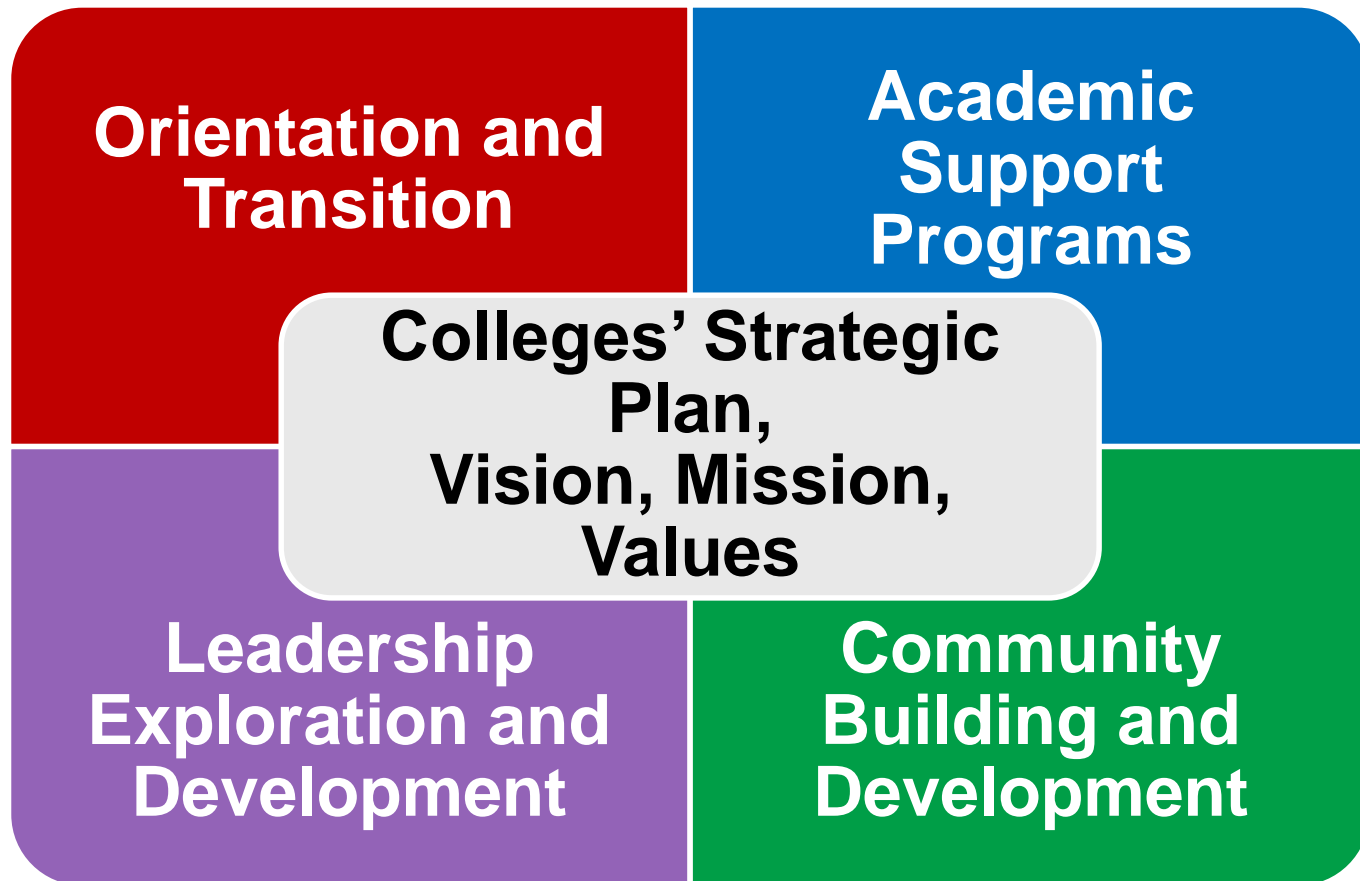 Orientation and
Transition
Academic
Support
Programs
Colleges’ Strategic
Plan,
Vision, Mission,
Values
Leadership
Exploration and
Development
Community
Building and
Development